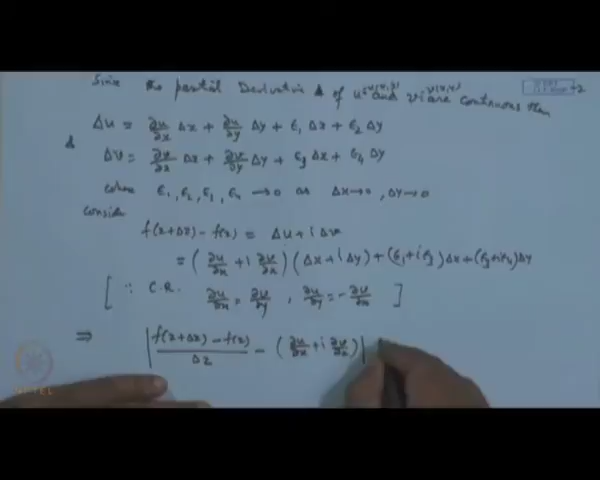 Since the partial Derivative of u(x,y) and v(x,y) are continuous then
Δu = ∂u/∂x Δx + ∂u/∂y Δy + ε₁ Δx + ε₂ Δy
&
Δv = ∂v/∂x Δx + ∂v/∂y Δy + ε₃ Δx + ε₄ Δy
where ε₁, ε₂, ε₃, ε₄ → 0 as Δx→0, Δy→0
Consider
f(z+Δz) - f(z) = Δu + i Δv
= (∂u/∂x + i ∂v/∂x) (Δx + i Δy) + (ε₁+iε₃)Δx + (ε₂+iε₄)Δy
[ ∵ C.R. ∂u/∂x = ∂v/∂y , ∂u/∂y = -∂v/∂x ]
⇒ | f(z+Δz) - f(z) / Δz - (∂u/∂x + i ∂v/∂x) |
NPTEL